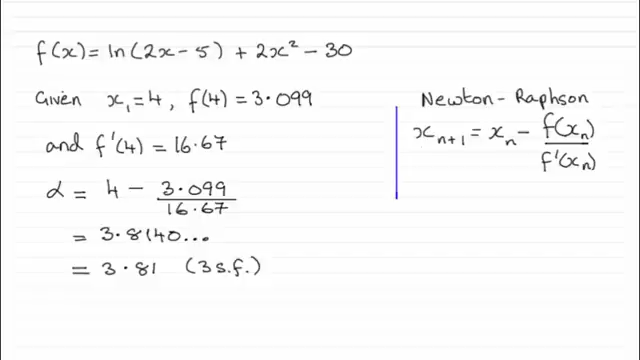 f(x) = ln(2x - 5) + 2x² - 30
Given x₁ = 4, f(4) = 3·099
and f'(4) = 16·67
α = 4 - 3·099/16·67
= 3·8140...
= 3·81 (3 s.f.)
Newton - Raphson
xₙ₊₁ = xₙ - f(xₙ)/f'(xₙ)